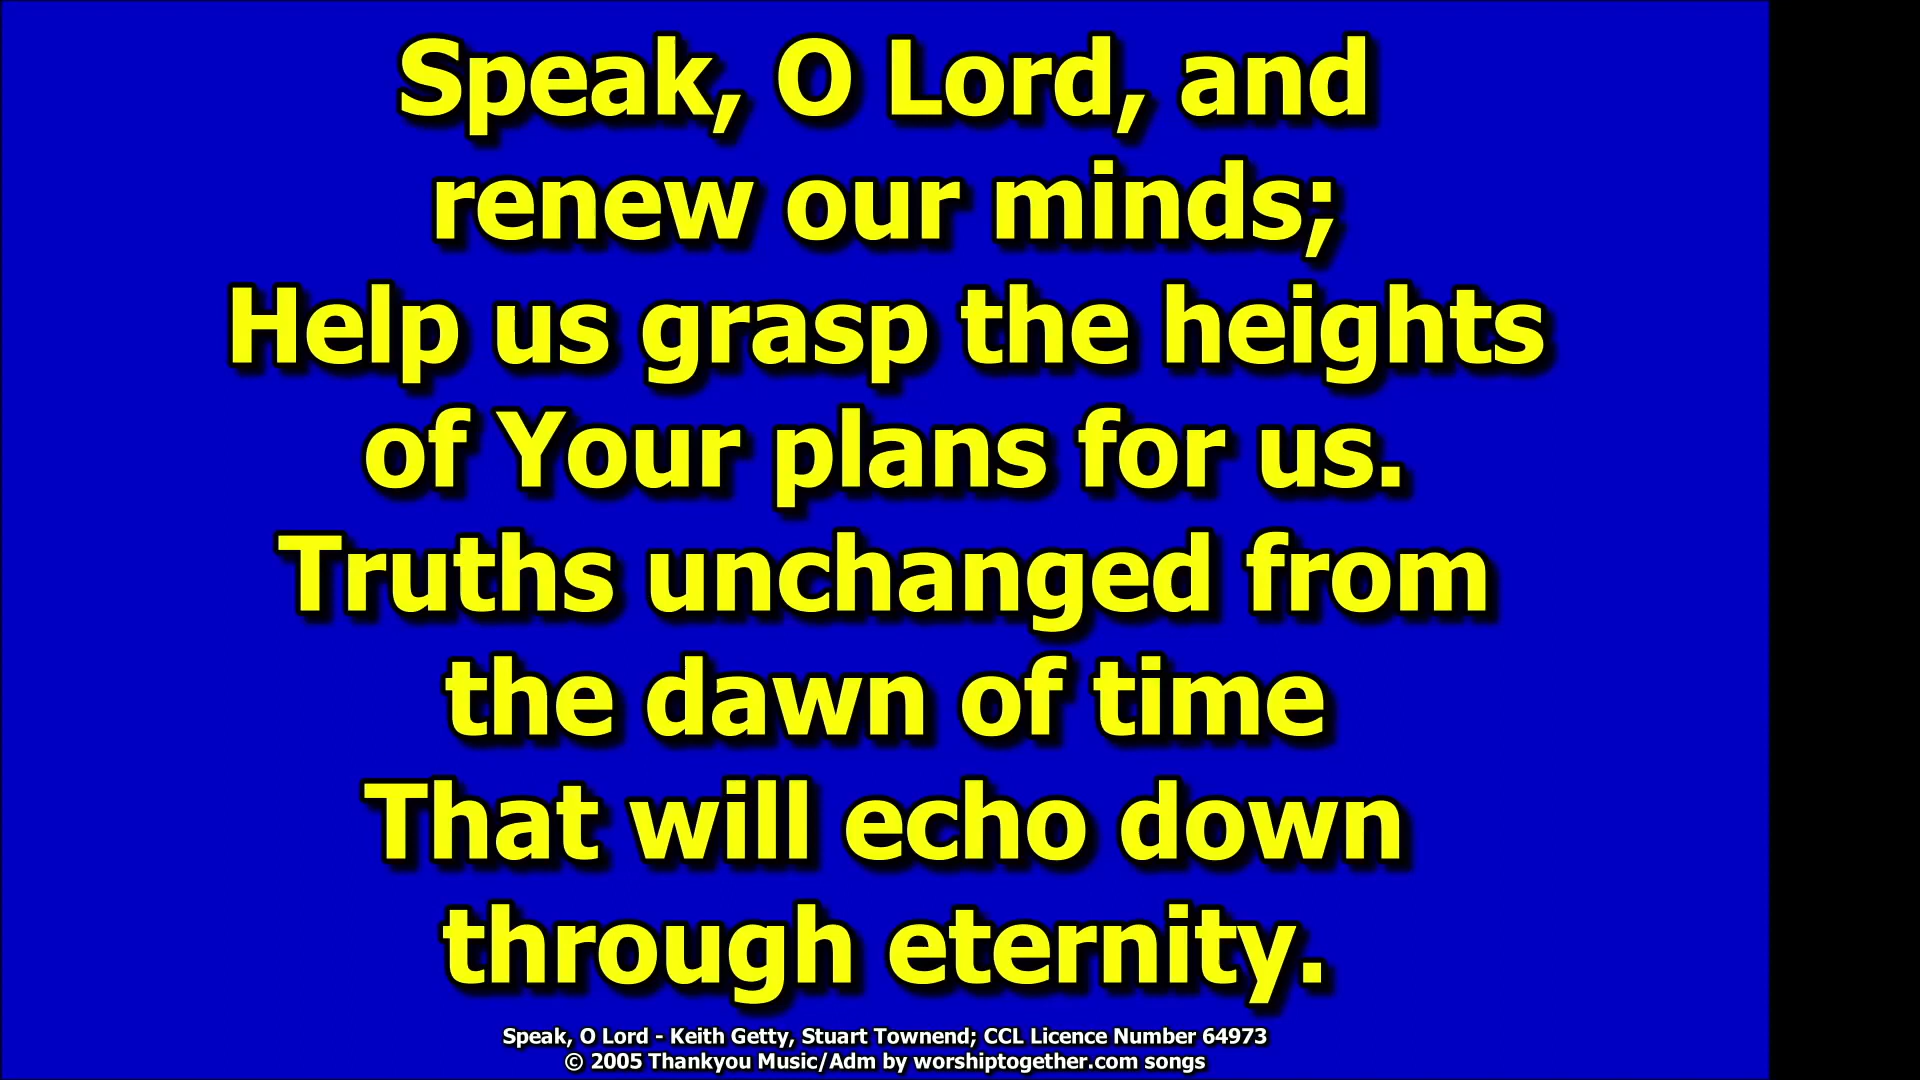 Speak, O Lord, and
renew our minds;
Help us grasp the heights
of Your plans for us.
Truths unchanged from
the dawn of time
That will echo down
through eternity.
Speak, O Lord - Keith Getty, Stuart Townend; CCL Licence Number 64973
© 2005 Thankyou Music/Adm by worshiptogether.com songs